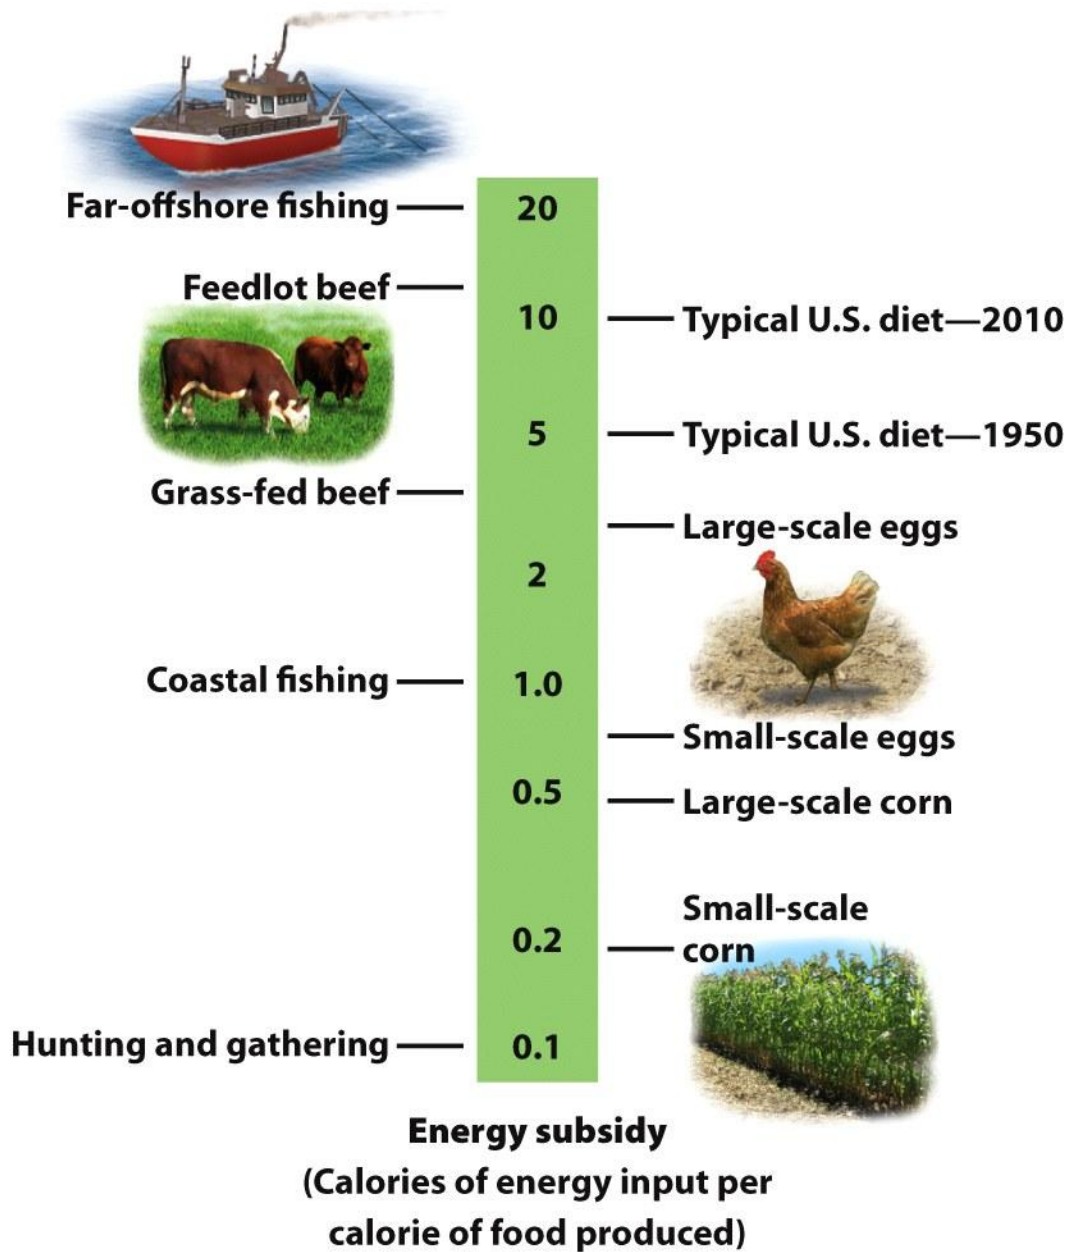 Far-offshore fishing
20
Feedlot beef
10
Typical U.S. diet—2010
5
Typical U.S. diet—1950
Grass-fed beef
Large-scale eggs
2
Coastal fishing
1.0
Small-scale eggs
0.5
Large-scale corn
Small-scale
corn
0.2
Hunting and gathering
0.1
Energy subsidy
(Calories of energy input per
calorie of food produced)